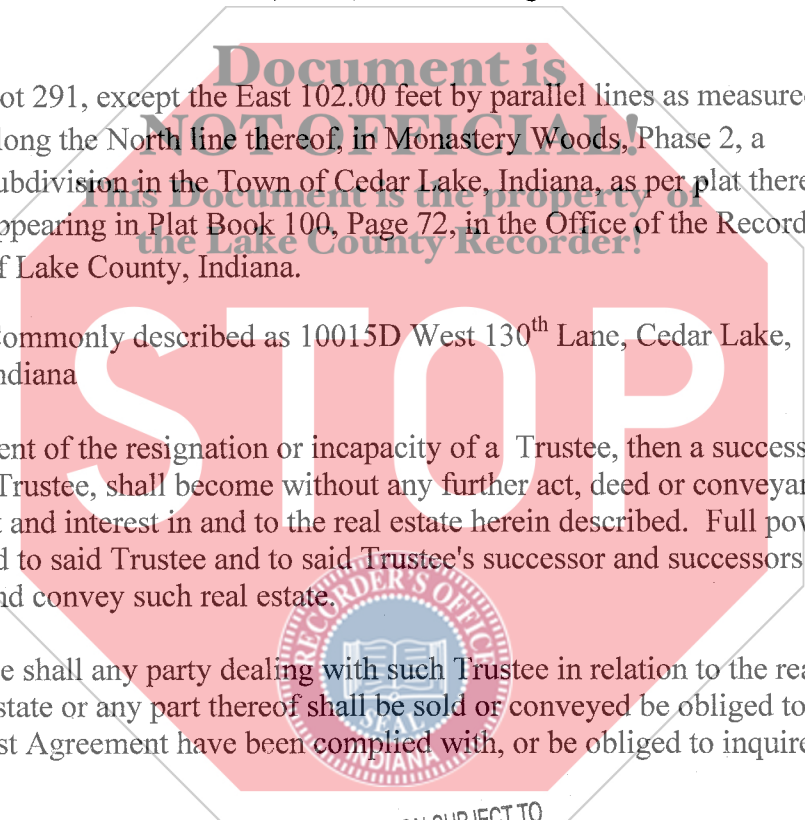 Document is
ot 291, except the East 102.00 feet by parallel lines as measure
long the North line thereof, in Monastery Woods, Phase 2, a
NOT OFFICIAL!
ubdivision in the Town of Cedar Lake, Indiana, as per plat there
This Document is the property of
ppearing in Plat Book 100, Page 72, in the Office of the Record
the Lake County Recorder!
f Lake County, Indiana.
STOP
Commonly described as 10015D West 130th Lane, Cedar Lake,
ndiana
ent of the resignation or incapacity of a Trustee, then a success
Trustee, shall become without any further act, deed or conveyan
t and interest in and to the real estate herein described. Full pow
d to said Trustee and to said Trustee's successor and successors
nd convey such real estate.
RECORDER'S OFFICE
e shall any party dealing with such Trustee in relation to the rea
state or any part thereof shall be sold or conveyed be obliged to
SEAL
st Agreement have been complied with, or be obliged to inquire
INDIANA
SUBJECT TO